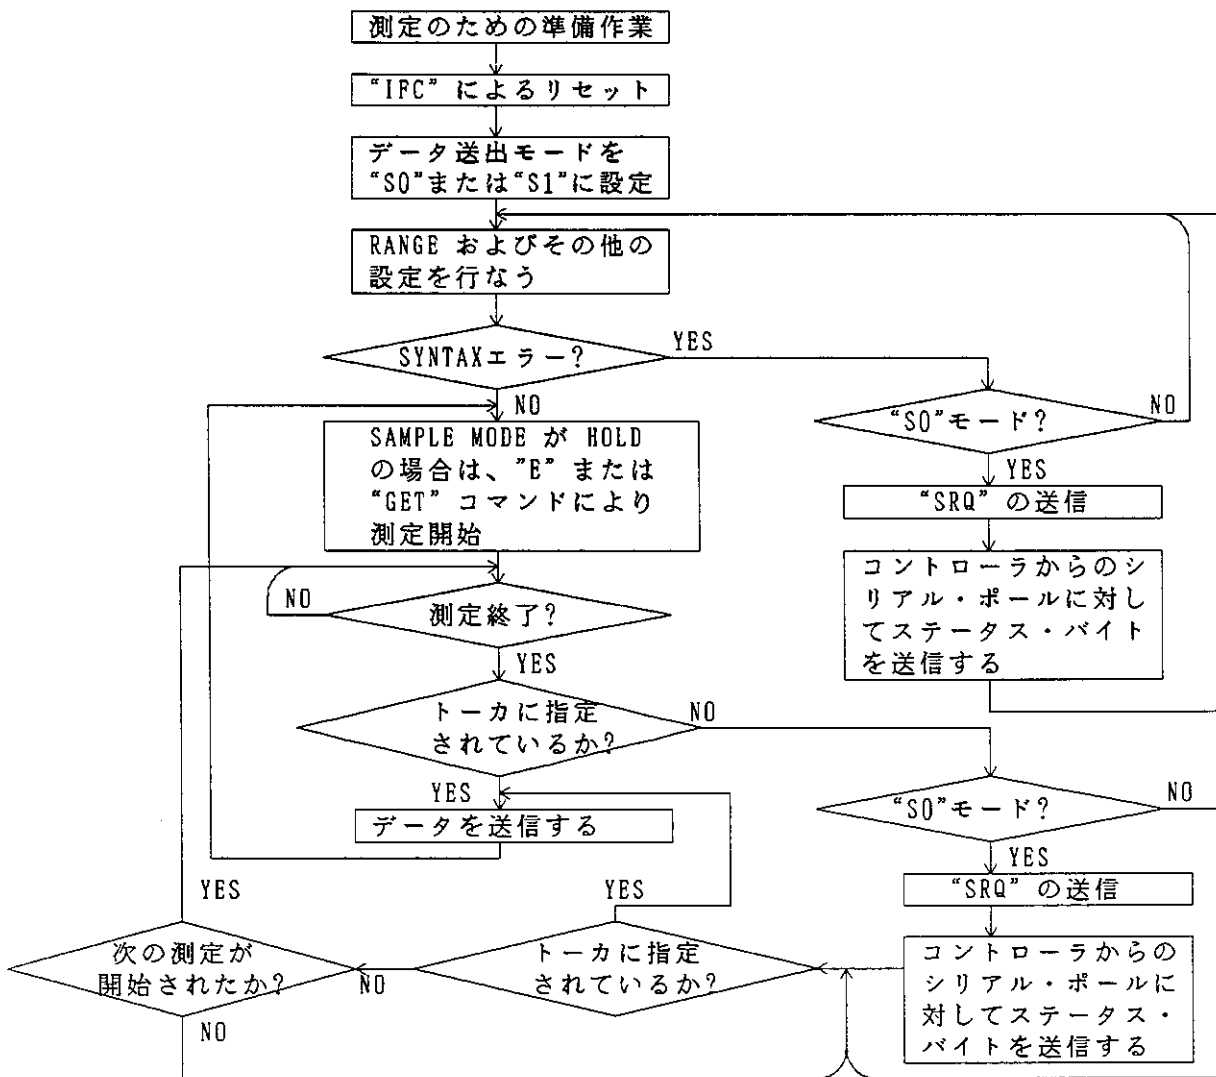 測定のための準備作業
“IFC” によるリセット
データ送出モードを
“S0”または“S1”に設定
RANGE およびその他の
設定を行なう
SYNTAXエラー?
YES
NO
“S0”モード?
NO
YES
SAMPLE MODE が HOLD
の場合は、”E” または
“GET” コマンドにより
測定開始
“SRQ” の送信
コントローラからのシ
リアル・ポールに対し
てステータス・バイト
を送信する
NO
測定終了?
YES
トーカに指定
されているか?
NO
YES
データを送信する
“S0”モード?
NO
YES
“SRQ” の送信
YES
YES
次の測定が
開始されたか?
NO
トーカに指定
されているか?
NO
コントローラからの
シリアル・ポールに
対してステータス・
バイトを送信する